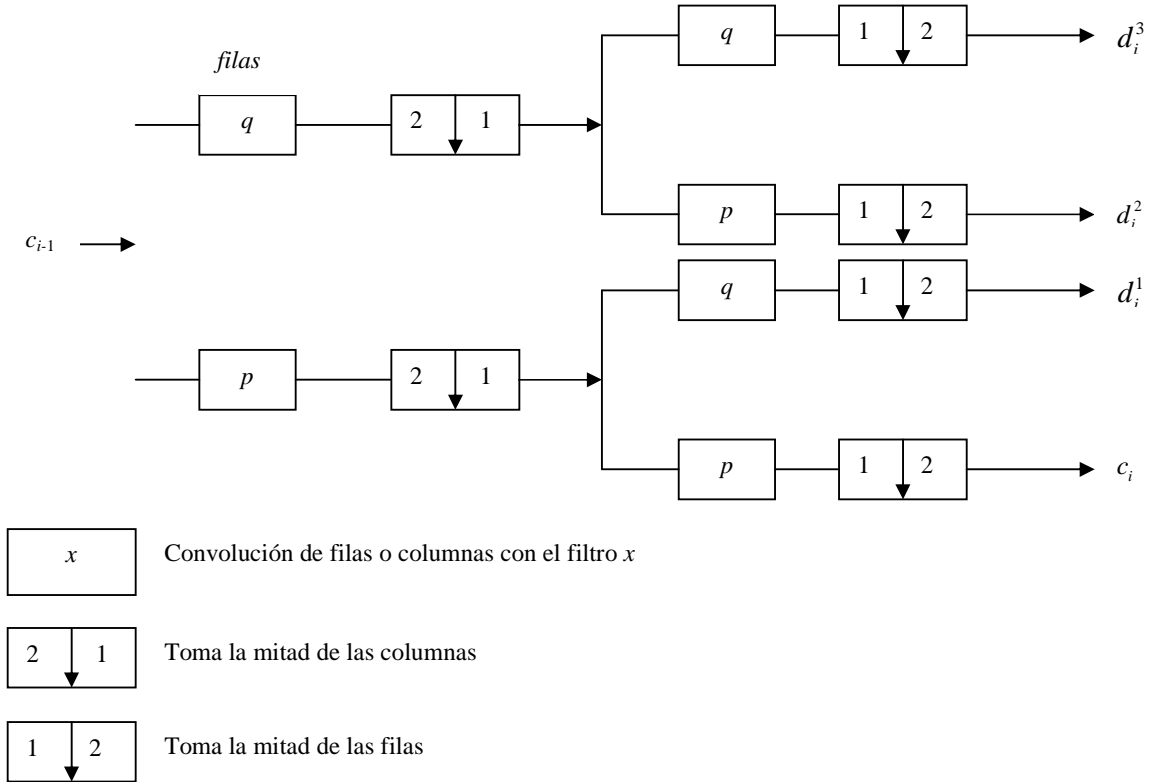 q 1 2 d_i^3
filas
q 2 1
p 1 2 d_i^2
c_{i-1}
q 1 2 d_i^1
p 2 1
p 1 2 c_i
x Convolución de filas o columnas con el filtro x
2 1 Toma la mitad de las columnas
1 2 Toma la mitad de las filas